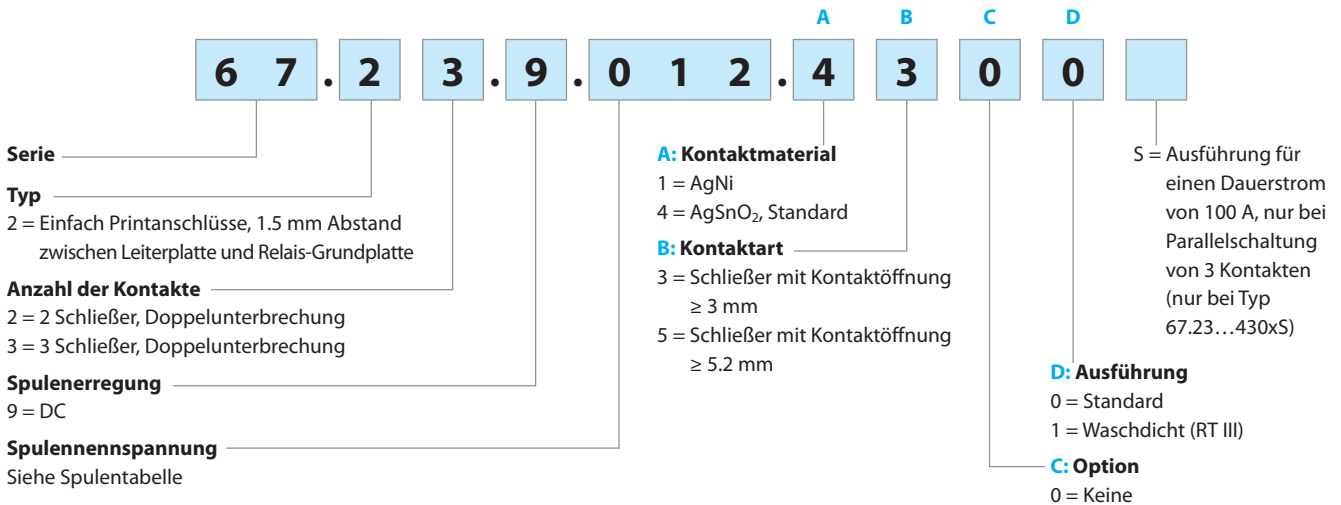 A B C D
6 7 . 2 3 . 9 . 0 1 2 . 4 3 0 0
Serie
Typ
2 = Einfach Printanschlüsse, 1.5 mm Abstand
zwischen Leiterplatte und Relais-Grundplatte
Anzahl der Kontakte
2 = 2 Schließer, Doppelunterbrechung
3 = 3 Schließer, Doppelunterbrechung
Spulenerregung
9 = DC
Spulennennspannung
Siehe Spulentabelle
A: Kontaktmaterial
1 = AgNi
4 = AgSnO₂, Standard
B: Kontaktart
3 = Schließer mit Kontaktöffnung
≥ 3 mm
5 = Schließer mit Kontaktöffnung
≥ 5.2 mm
S = Ausführung für
einen Dauerstrom
von 100 A, nur bei
Parallelschaltung
von 3 Kontakten
(nur bei Typ
67.23…430xS)
D: Ausführung
0 = Standard
1 = Waschdicht (RT III)
C: Option
0 = Keine